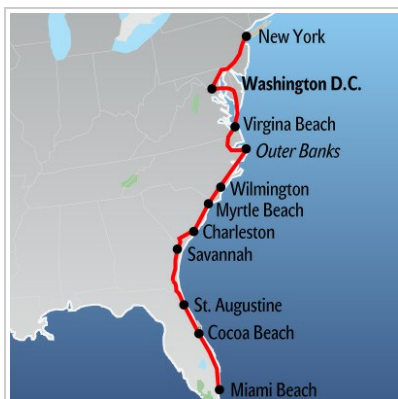 New York
Washington D.C.
Virgina Beach
Outer Banks
Wilmington
Myrtle Beach
Charleston
Savannah
St. Augustine
Cocoa Beach
Miami Beach